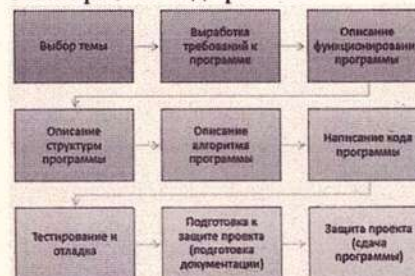 Выбор темы
Выработка
требований к
программе
Описание
функционирования
программы
Описание
структуры
программы
Описание
алгоритма
программы
Написание кода
программы
Тестирование и
отладка
Подготовка к
защите проекта
(подготовка
документации)
Защита проекта
(сдача
программы)